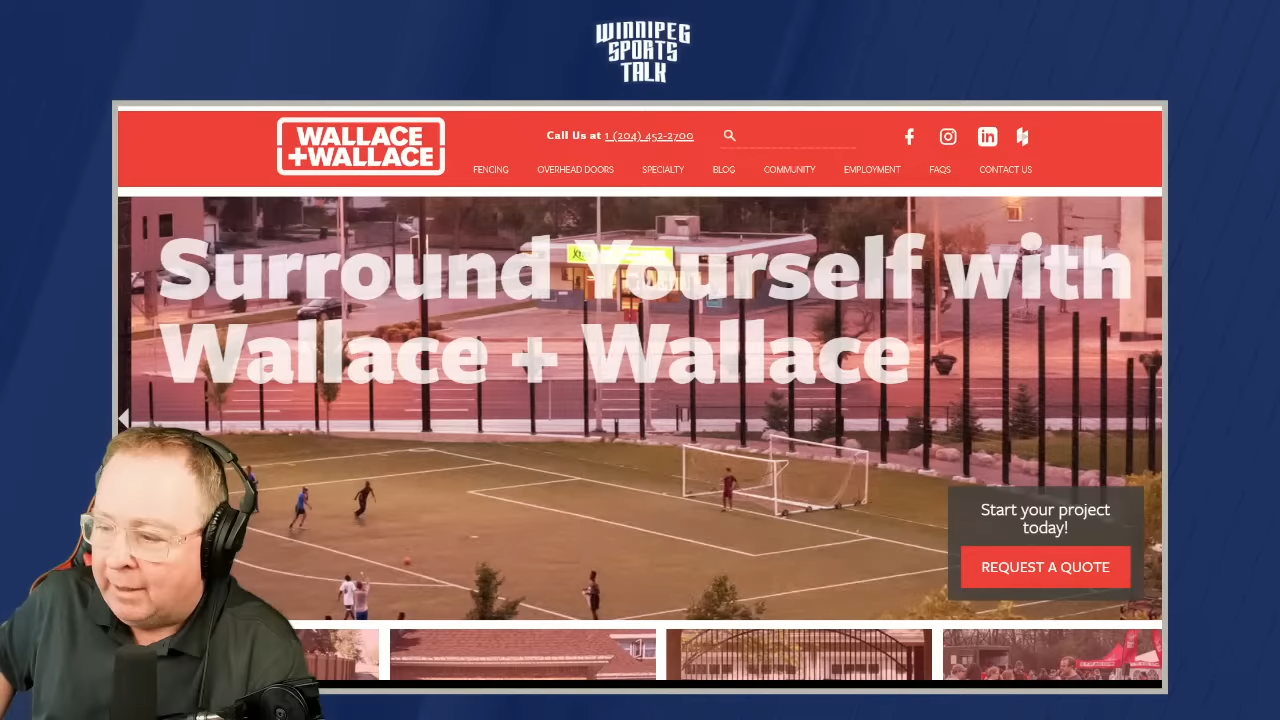 WINNIPEG
SPORTS
TALK
WALLACE
+WALLACE
Call Us at 1 (204) 452-2700
FENCING OVERHEAD DOORS SPECIALTY BLOG COMMUNITY EMPLOYMENT FAQS CONTACT US
Surround Yourself with
Wallace + Wallace
Start your project
today!
REQUEST A QUOTE